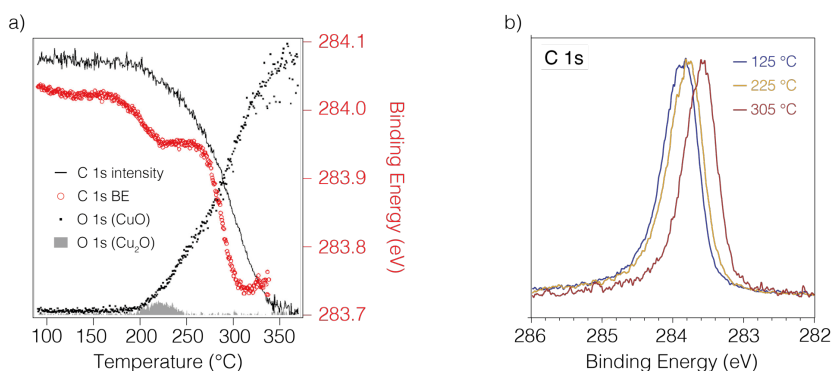 a)
284.1
284.0
283.9
283.8
283.7
Binding Energy (eV)
C 1s intensity
C 1s BE
O 1s (CuO)
O 1s (Cu₂O)
100 150 200 250 300 350
Temperature (°C)
b)
C 1s
125 °C
225 °C
305 °C
286 285 284 283 282
Binding Energy (eV)